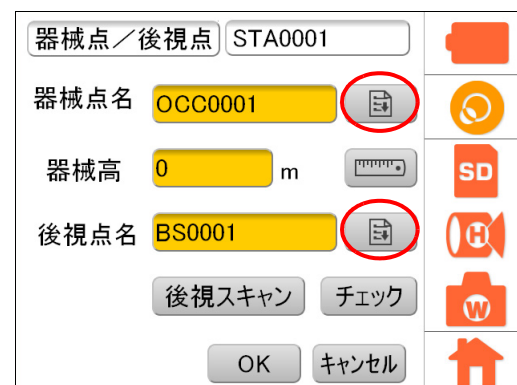 器械点／後視点 STA0001
器械点名 OCC0001
器械高 0 m
SD
後視点名 BS0001
H
後視スキャン チェック
W
OK キャンセル